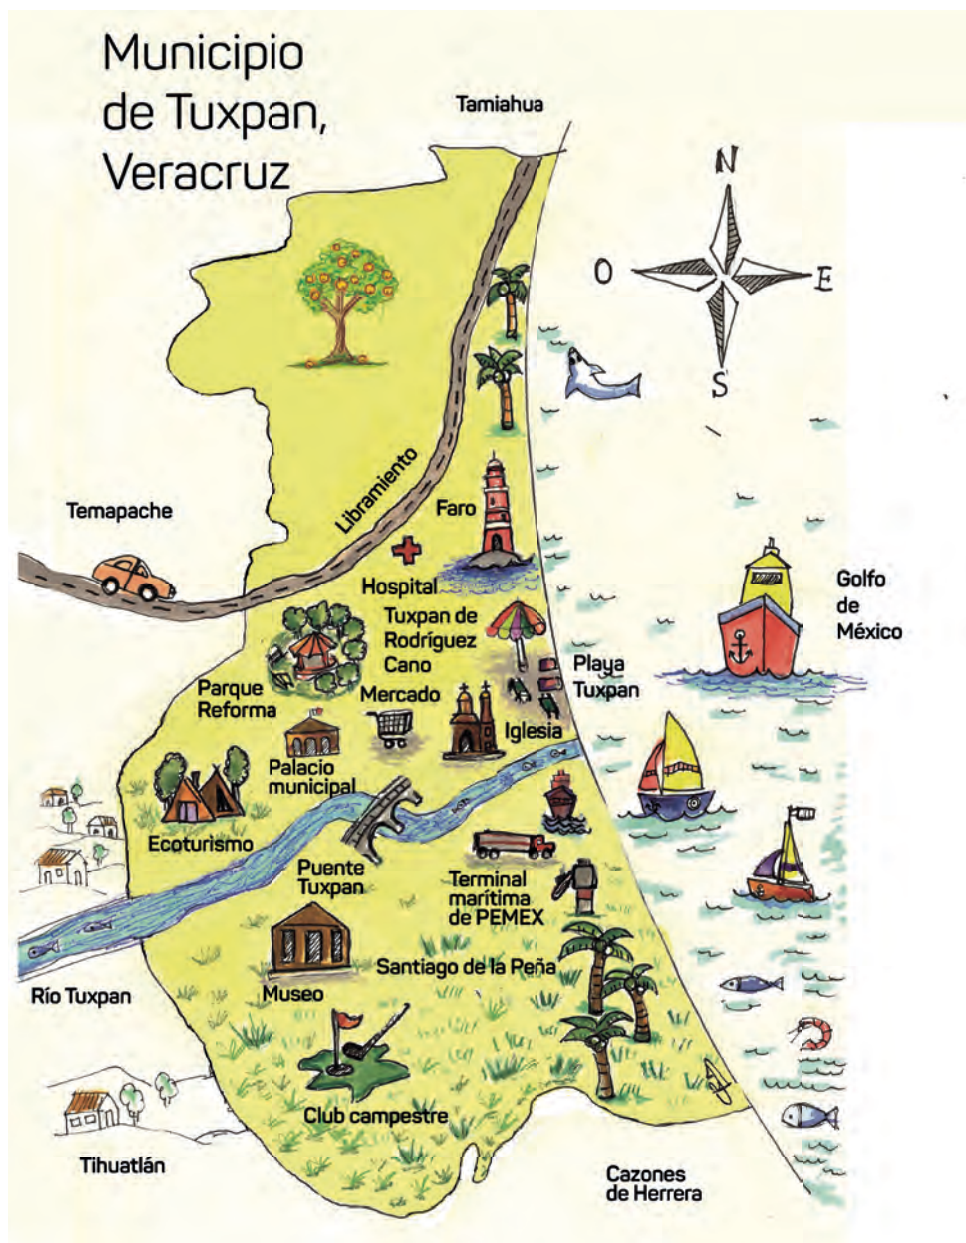 Municipio
de Tuxpan,
Veracruz
Tamiahua
N
O
E
S
Libramiento
Temapache
Faro
Hospital
Golfo
de
México
Tuxpan de
Rodríguez
Cano
Playa
Tuxpan
Parque
Reforma
Mercado
Iglesia
Palacio
municipal
Ecoturismo
Puente
Tuxpan
Terminal
marítima
de PEMEX
Santiago de la Peña
Río Tuxpan
Museo
Club campestre
Tihuatlán
Cazones
de Herrera